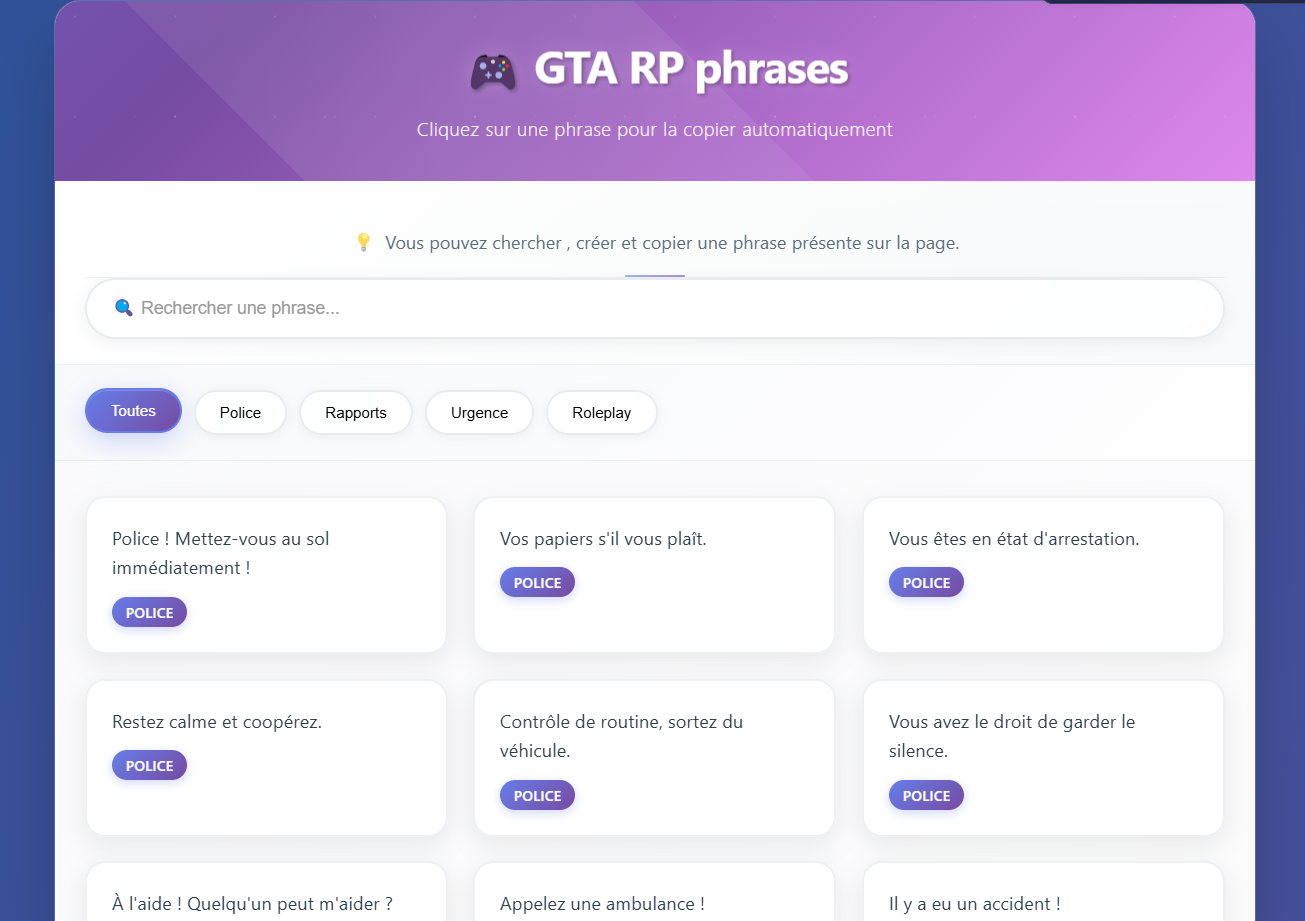 GTA RP phrases
Cliquez sur une phrase pour la copier automatiquement
Vous pouvez chercher , créer et copier une phrase présente sur la page.
Rechercher une phrase...
Toutes
Police
Rapports
Urgence
Roleplay
Police ! Mettez-vous au sol
immédiatement !
POLICE
Vos papiers s'il vous plaît.
POLICE
Vous êtes en état d'arrestation.
POLICE
Restez calme et coopérez.
POLICE
Contrôle de routine, sortez du
véhicule.
POLICE
Vous avez le droit de garder le
silence.
POLICE
À l'aide ! Quelqu'un peut m'aider ?
Appelez une ambulance !
Il y a eu un accident !